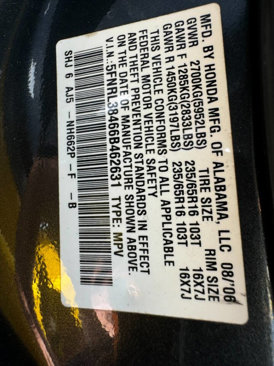 MFD. BY HONDA MFG. OF ALABAMA, LLC 08/'06
GVWR 2700KG(5952LBS) TIRE SIZE RIM SIZE
GAWR F 1285KG(2833LBS) 235/65R16 103T 16X7J
GAWR R 1450KG(3197LBS) 235/65R16 103T 16X7J
THIS VEHICLE CONFORMS TO ALL APPLICABLE
FEDERAL MOTOR VEHICLE SAFETY
AND THEFT PREVENTION STANDARDS IN EFFECT
ON THE DATE OF MANUFACTURE SHOWN ABOVE.
V.I.N.:5FNRL38466B462631 TYPE: MPV
SHJ 6 AJ5 -NH662P-F -B